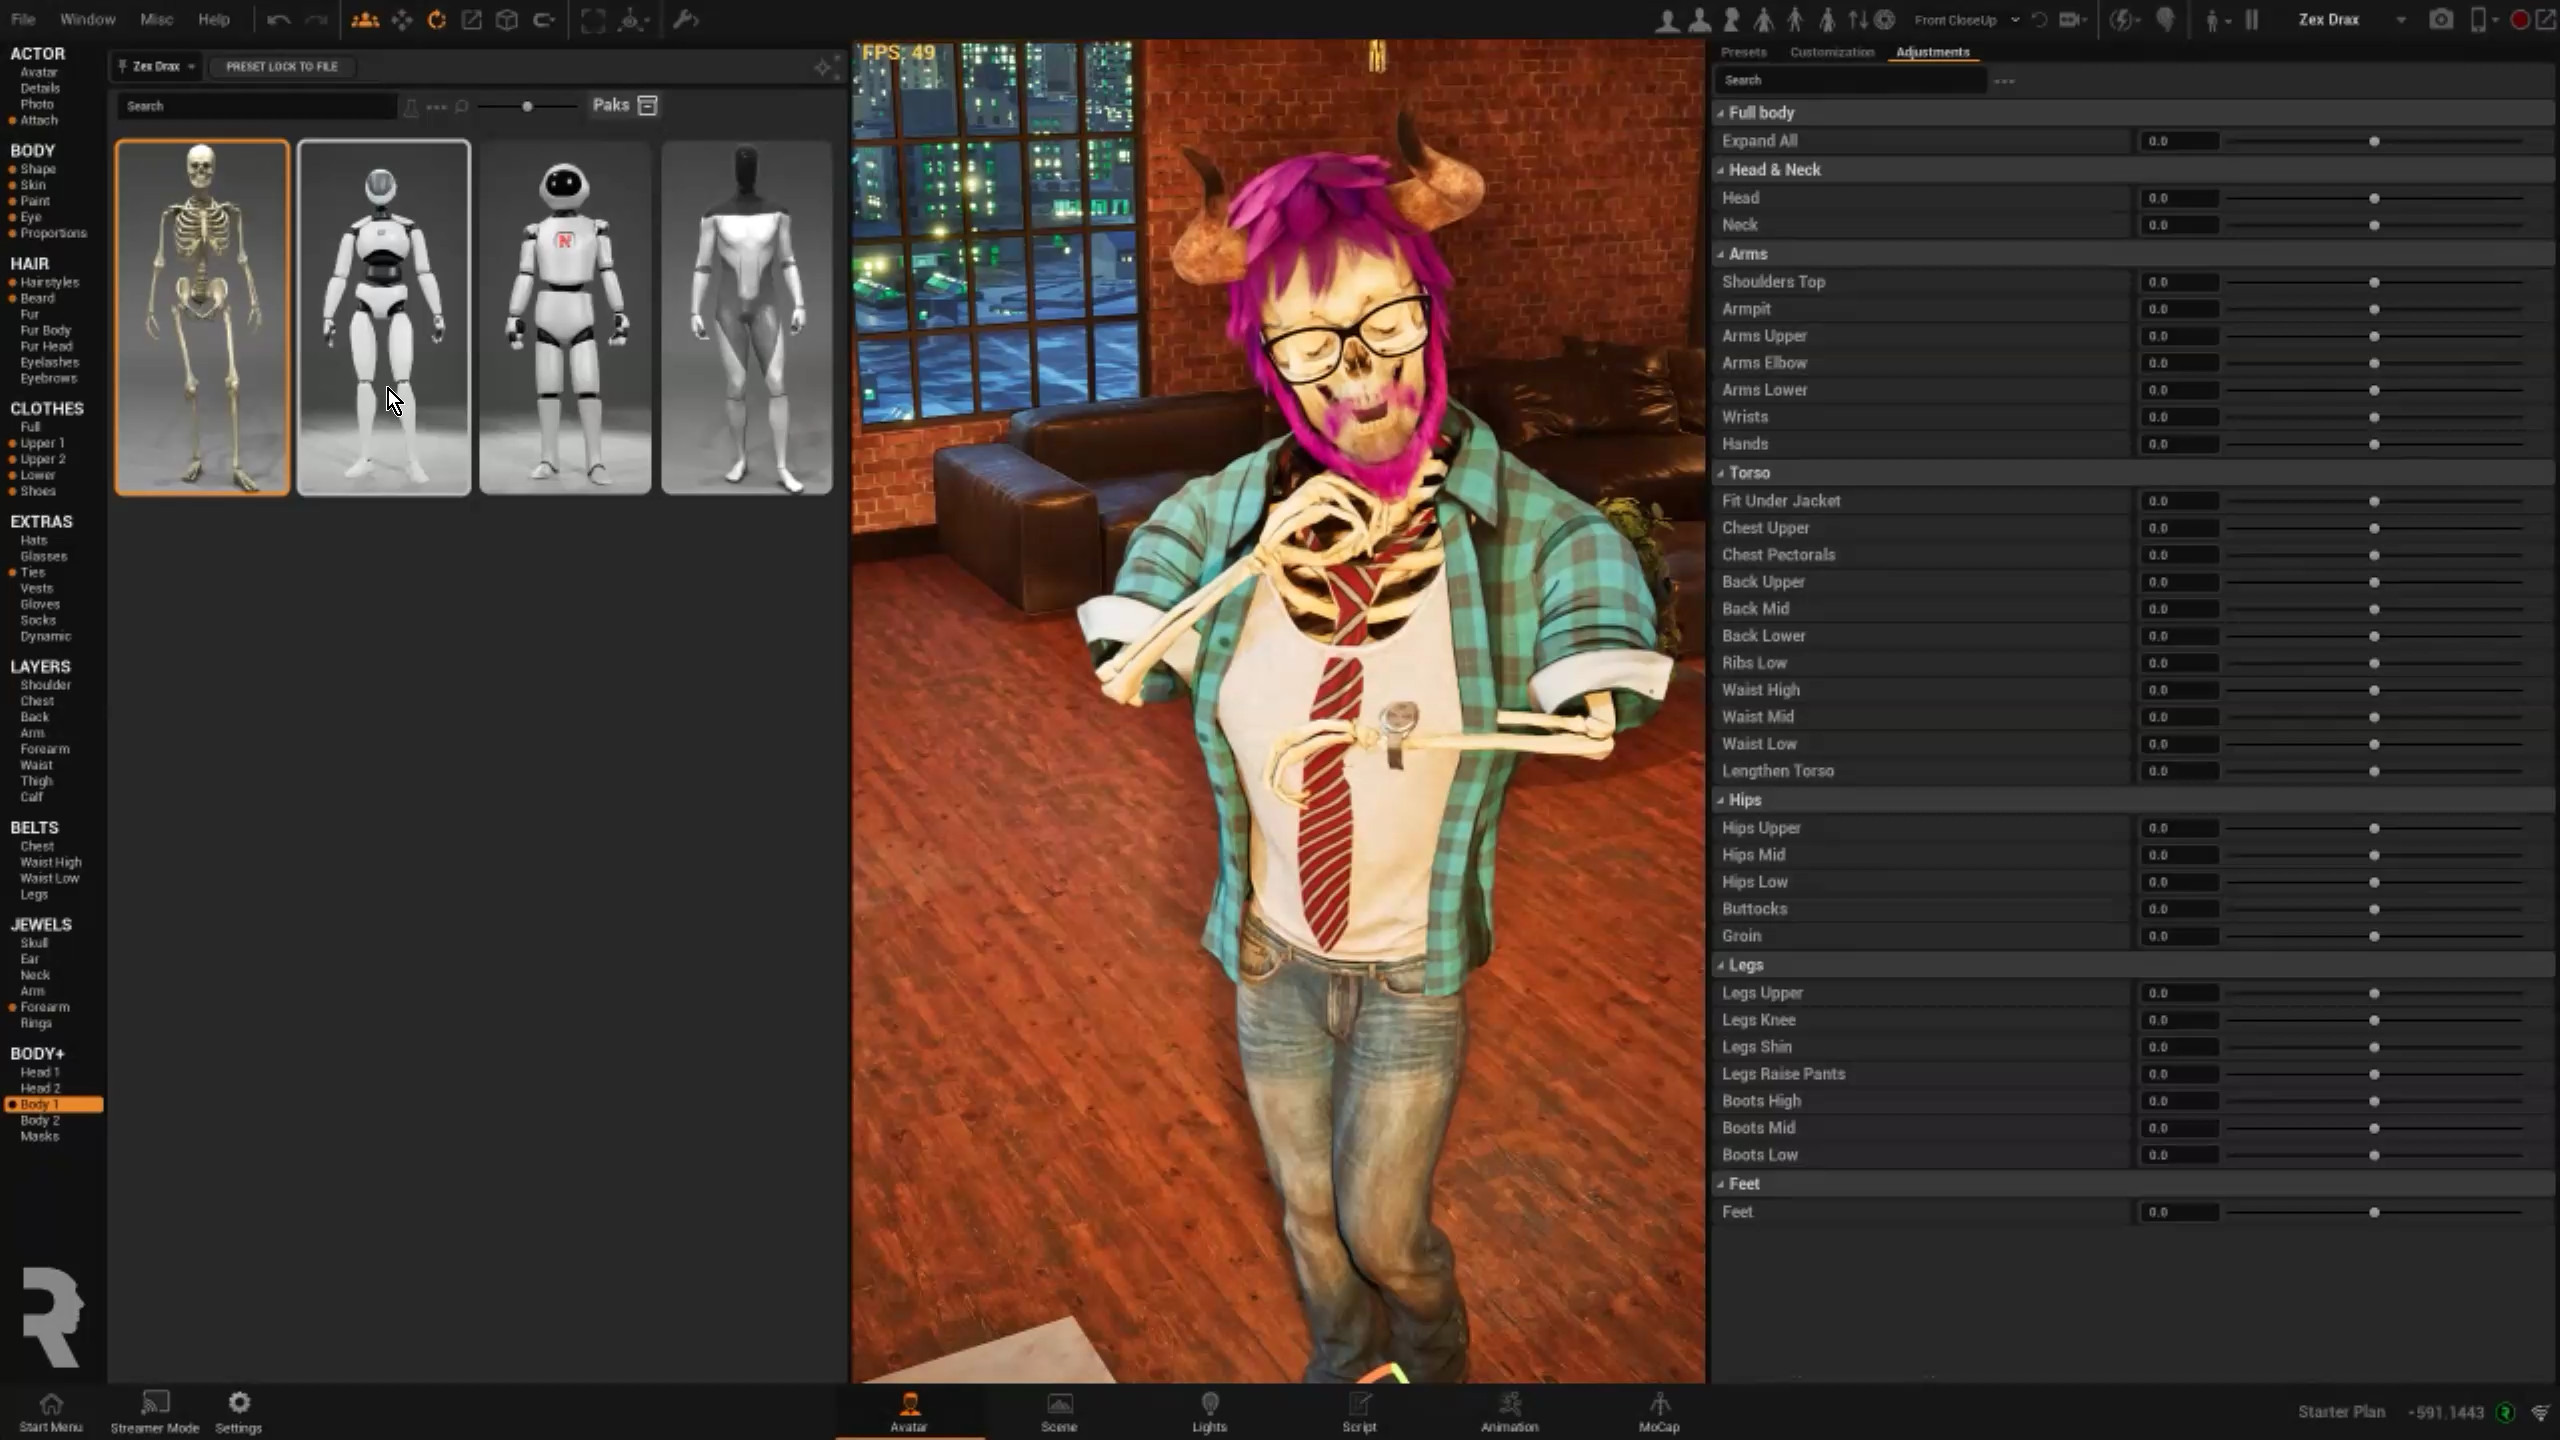 File Window Misc Help
Front CloseUp
Zex Drax
ACTOR
Avatar
Details
Photo
Attach
BODY
Shape
Skin
Paint
Eye
Proportions
HAIR
Hairstyles
Beard
Fur
Fur Body
Fur Head
Eyelashes
Eyebrows
CLOTHES
Full
Upper 1
Upper 2
Lower
Shoes
EXTRAS
Hats
Glasses
Ties
Vests
Gloves
Socks
Dynamic
LAYERS
Shoulder
Chest
Back
Arm
Forearm
Waist
Thigh
Calf
BELTS
Chest
Waist High
Waist Low
Legs
JEWELS
Skull
Ear
Neck
Arm
Forearm
Rings
BODY+
Head 1
Head 2
Body 1
Body 2
Masks
Zex Drax
PRESET LOCK TO FILE
Search
Paks
N
FPS: 49
Presets Customization Adjustments
Search
Full body
Expand All 0.0
Head & Neck
Head 0.0
Neck 0.0
Arms
Shoulders Top 0.0
Armpit 0.0
Arms Upper 0.0
Arms Elbow 0.0
Arms Lower 0.0
Wrists 0.0
Hands 0.0
Torso
Fit Under Jacket 0.0
Chest Upper 0.0
Chest Pectorals 0.0
Back Upper 0.0
Back Mid 0.0
Back Lower 0.0
Ribs Low 0.0
Waist High 0.0
Waist Mid 0.0
Waist Low 0.0
Lengthen Torso 0.0
Hips
Hips Upper 0.0
Hips Mid 0.0
Hips Low 0.0
Buttocks 0.0
Groin 0.0
Legs
Legs Upper 0.0
Legs Knee 0.0
Legs Shin 0.0
Legs Raise Pants 0.0
Boots High 0.0
Boots Mid 0.0
Boots Low 0.0
Feet
Feet 0.0
R
Start Menu
Streamer Mode
Settings
Avatar
Scene
Lights
Script
Animation
MoCap
Starter Plan
-591.1443
R